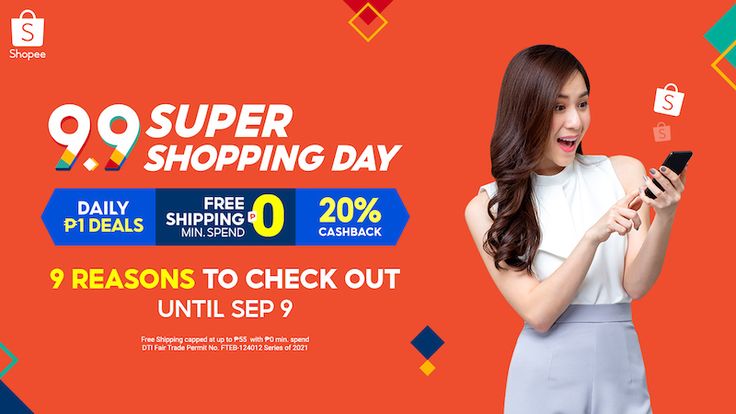 Shopee
9.9 SUPER
SHOPPING DAY
DAILY
₱1 DEALS
FREE
SHIPPING
MIN. SPEND
₱0
20%
CASHBACK
9 REASONS TO CHECK OUT
UNTIL SEP 9
Free Shipping capped at up to ₱55 with ₱0 min. spend
DTI Fair Trade Permit No. FTEB-124012 Series of 2021